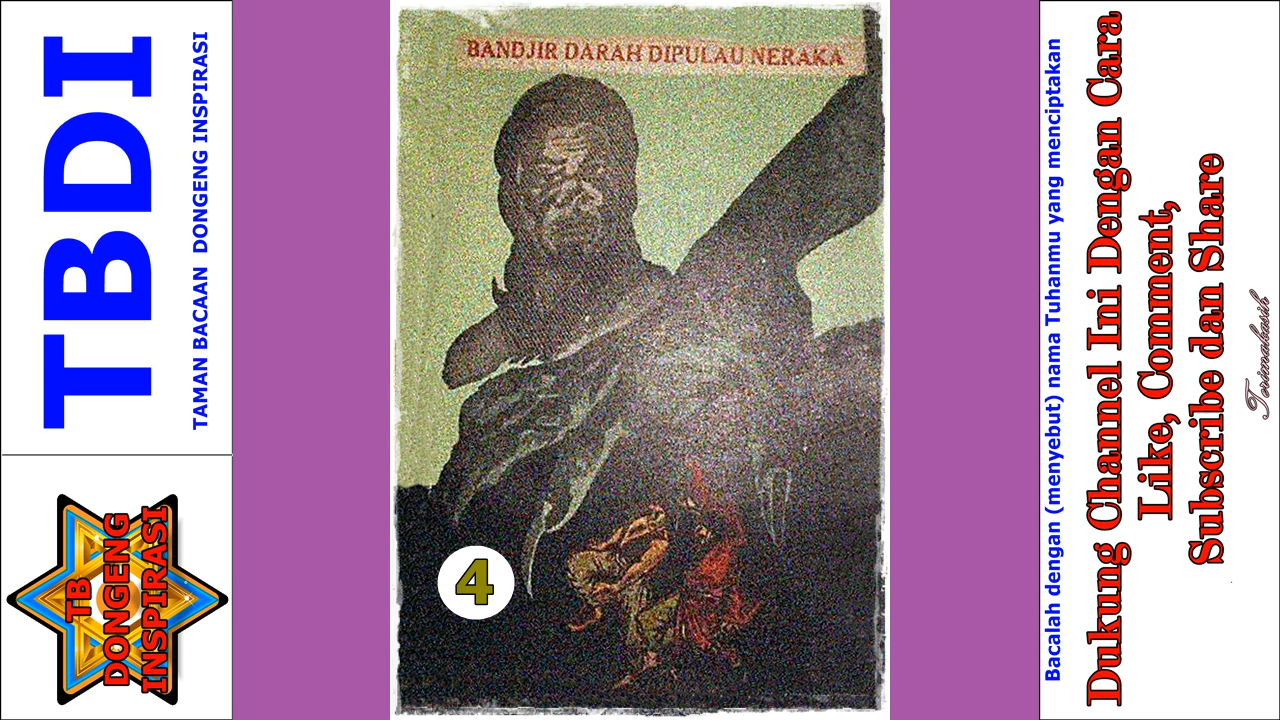 TBDI
TAMAN BACAAN DONGENG INSPIRASI
TB
DONGENG
INSPIRASI
BANDJIR DARAH DIPULAU NERAKA
4
Bacalah dengan (menyebut) nama Tuhanmu yang menciptakan
Dukung Channel Ini Dengan Cara
Like, Comment,
Subscribe dan Share
Terimakasih